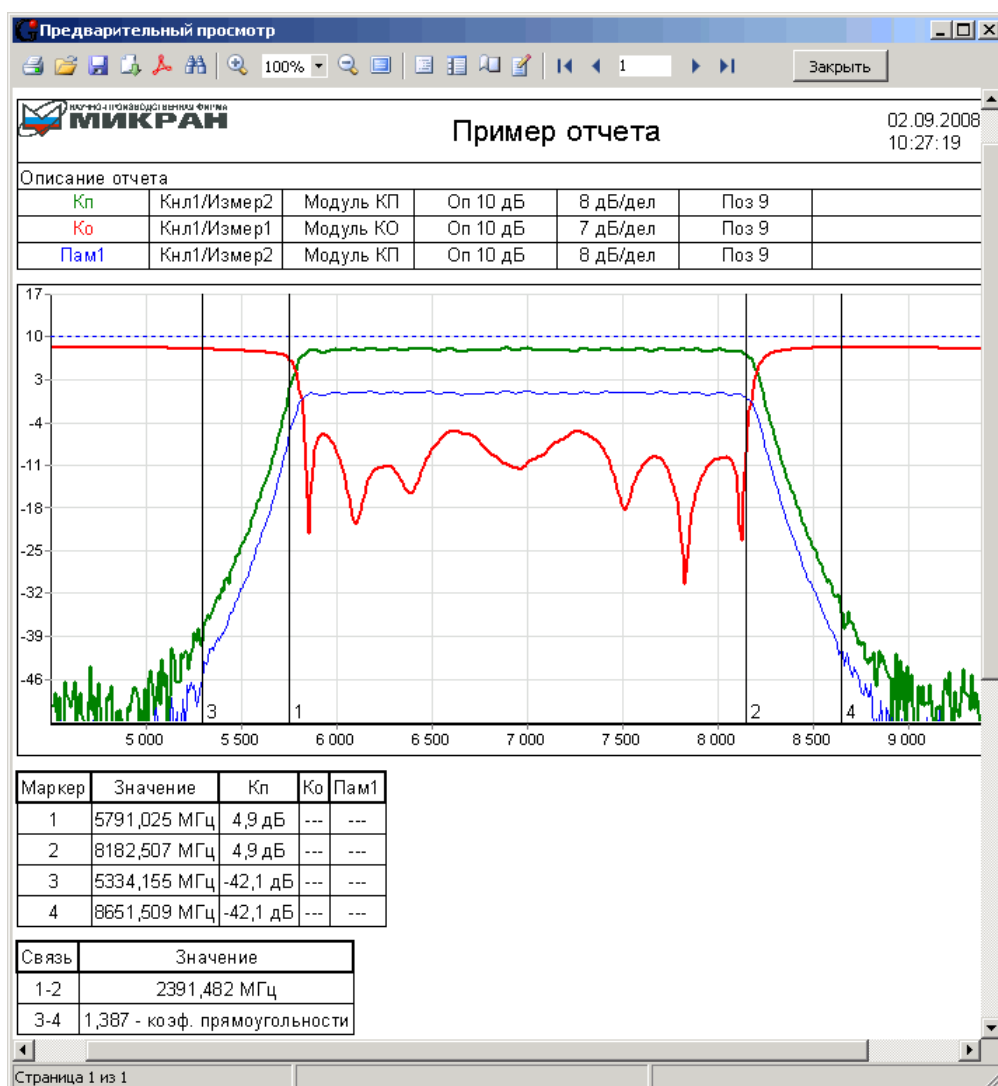 Предварительный просмотр
100% 1 Закрыть
НАУЧНО-ПРОИЗВОДСТВЕННАЯ ФИРМА
МИКРАН
Пример отчета
02.09.2008
10:27:19
Описание отчета
Кп Кнл1/Измер2 Модуль КП Оп 10 дБ 8 дБ/дел Поз 9
Ко Кнл1/Измер1 Модуль КО Оп 10 дБ 7 дБ/дел Поз 9
Пам1 Кнл1/Измер2 Модуль КП Оп 10 дБ 8 дБ/дел Поз 9
17
10
3
-4
-11
-18
-25
-32
-39
-46
3 1 2 4
5 000 5 500 6 000 6 500 7 000 7 500 8 000 8 500 9 000
Маркер Значение Кп Ко Пам1
1 5791,025 МГц 4,9 дБ --- ---
2 8182,507 МГц 4,9 дБ --- ---
3 5334,155 МГц -42,1 дБ --- ---
4 8651,509 МГц -42,1 дБ --- ---
Связь Значение
1-2 2391,482 МГц
3-4 1,387 - коэф. прямоугольности
Страница 1 из 1